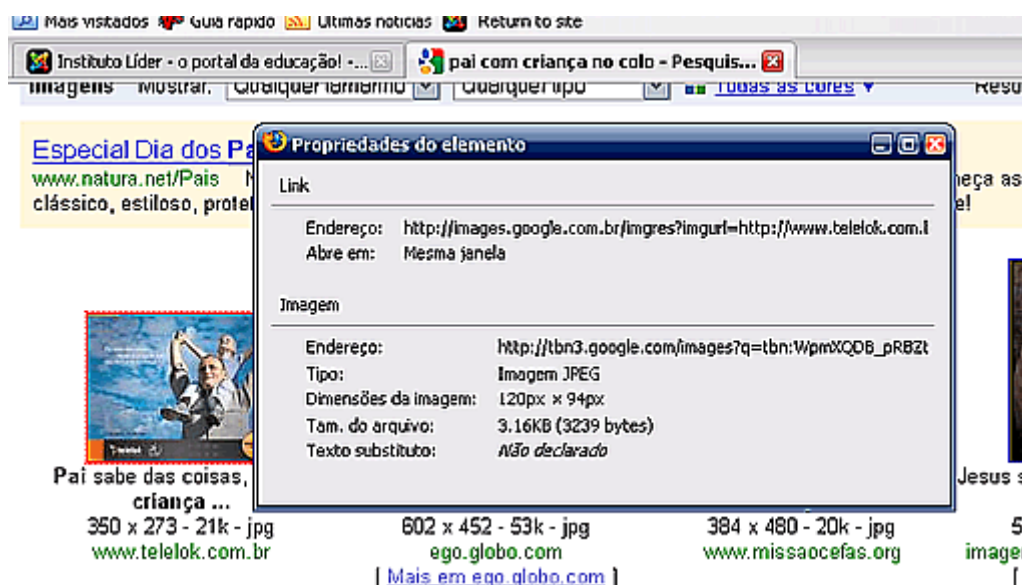 Mais visitados Guia rápido Últimas notícias Return to site
Instituto Líder - o portal da educação! -... pai com criança no colo - Pesquis...
Imagens Mostrar: Qualquer tamanho Qualquer tipo Todas as cores ▼ Resu
Especial Dia dos Pa
www.natura.net/Pais
clássico, estiloso, prote
neça as
e!
Propriedades do elemento
Link
Endereço: http://images.google.com.br/imgres?imgurl=http://www.telelok.com.l
Abre em: Mesma janela
Imagem
Endereço: http://tbn3.google.com/images?q=tbn:WpmXQDB_pRBZt
Tipo: Imagem JPEG
Dimensões da imagem: 120px × 94px
Tam. do arquivo: 3.16KB (3239 bytes)
Texto substituto: Não declarado
Pai sabe das coisas,
criança ...
350 x 273 - 21k - jpg
www.telelok.com.br
602 x 452 - 53k - jpg
ego.globo.com
[ Mais em ego.globo.com ]
384 x 480 - 20k - jpg
www.missaocefas.org
Jesus s
5
image
[